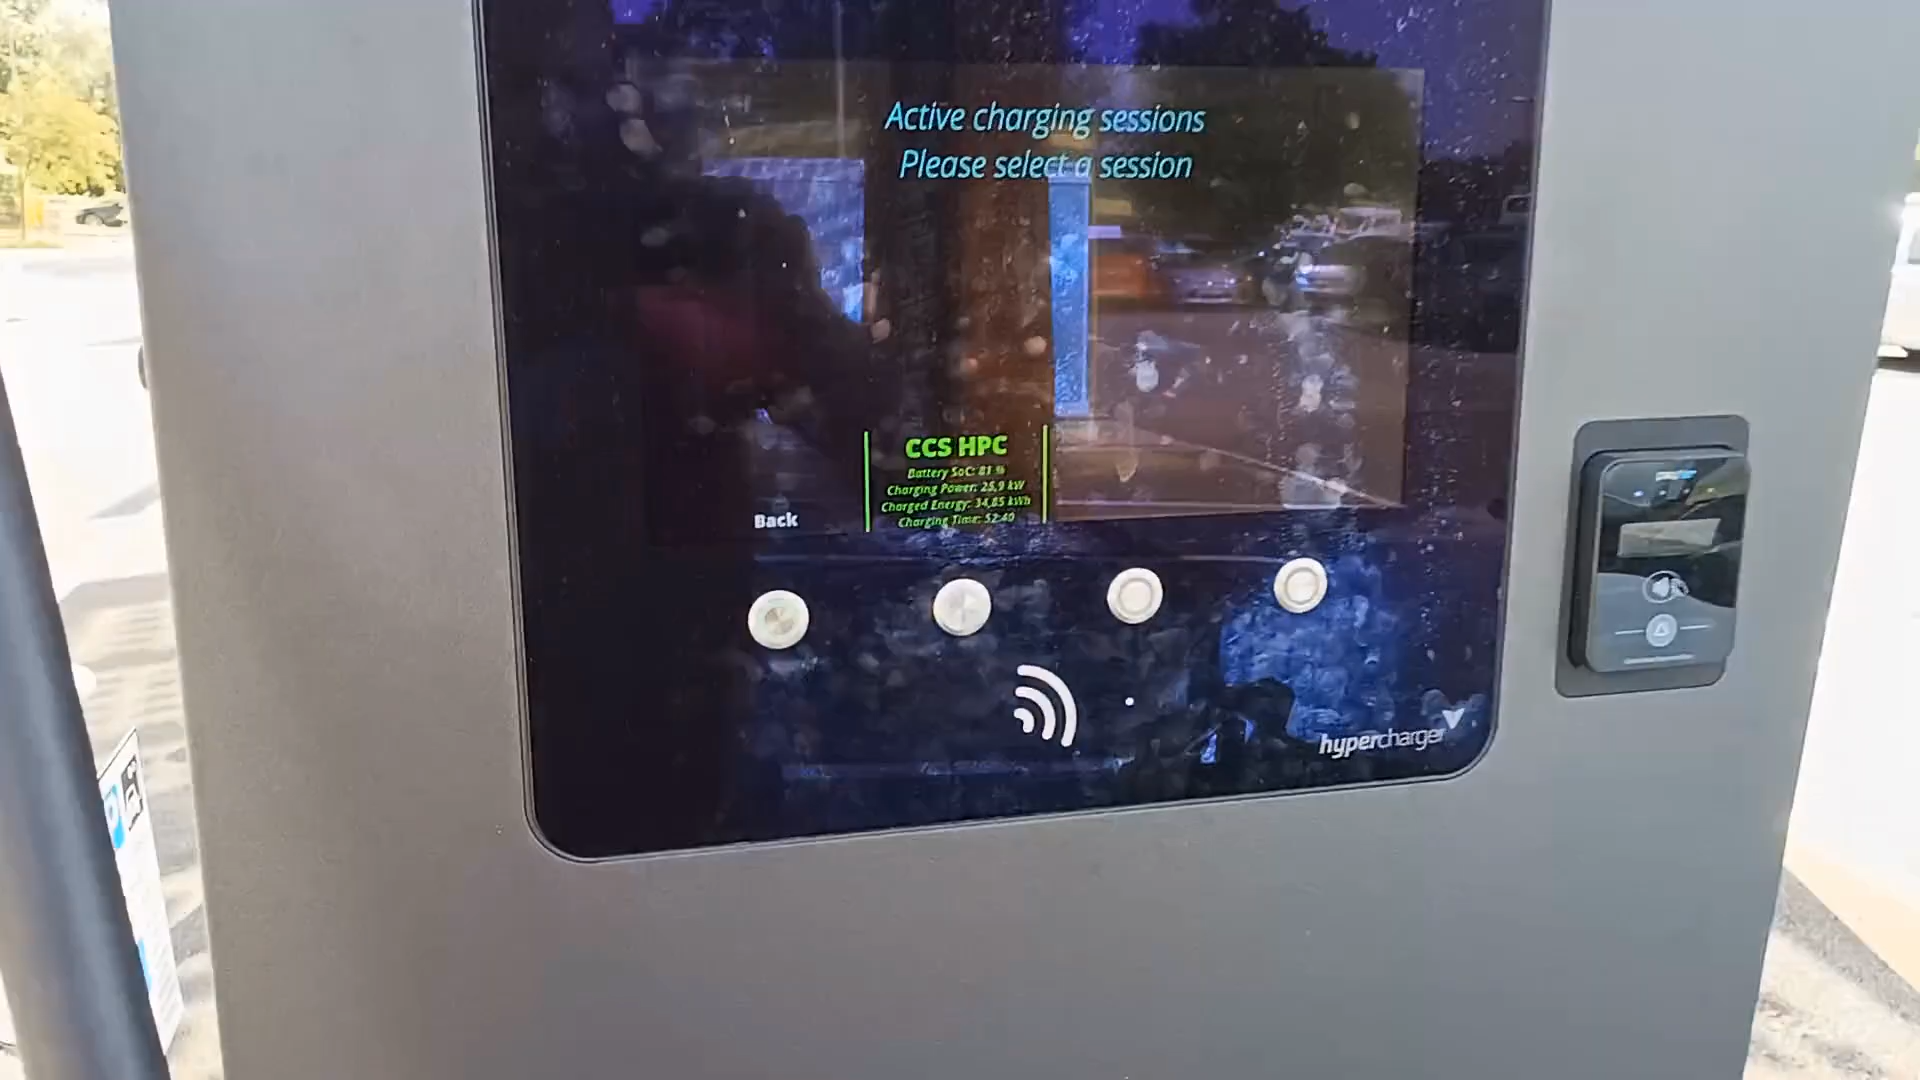 Active charging sessions
Please select a session
CCS HPC
Battery SoC: 81 %
Charging Power: 25,9 kW
Charged Energy: 34,85 kWh
Charging Time: 52:40
Back
hypercharger
P